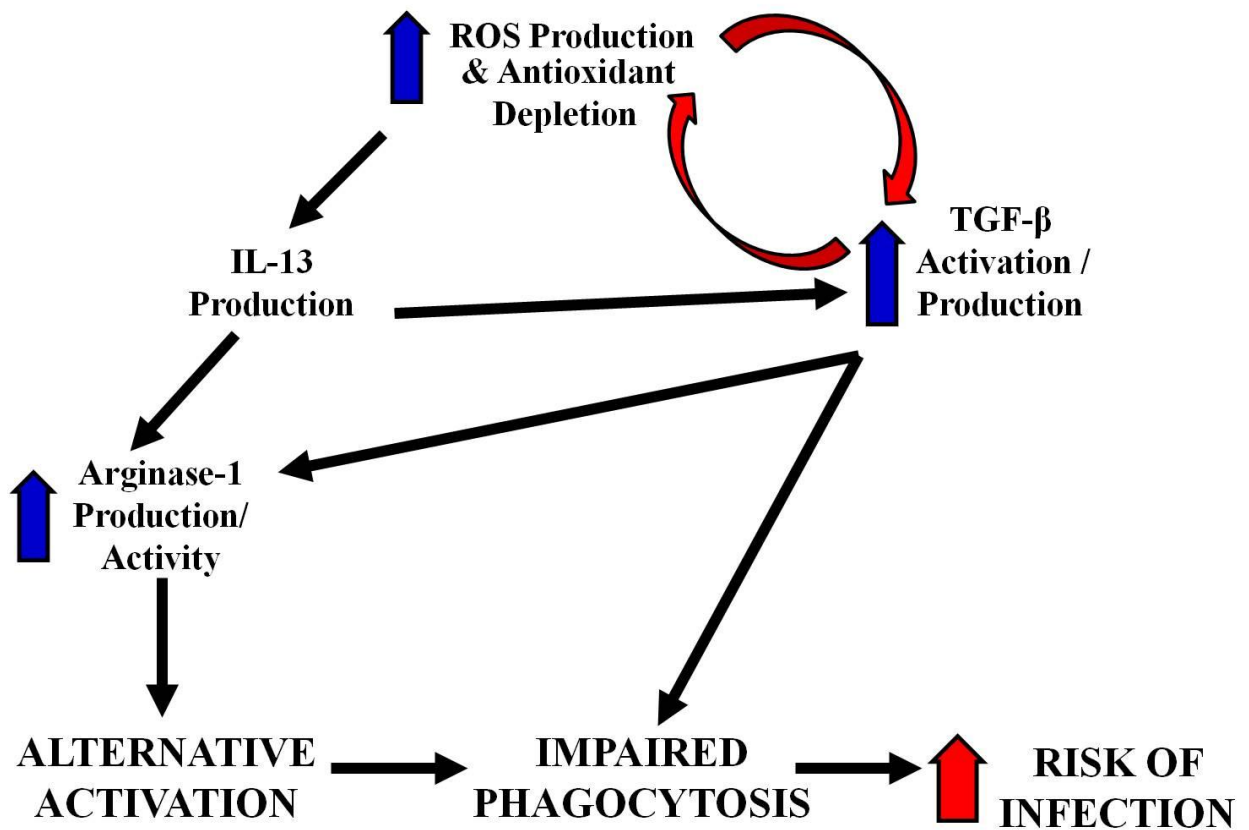 ROS Production
& Antioxidant
Depletion
TGF-β
Activation /
Production
IL-13
Production
Arginase-1
Production/
Activity
ALTERNATIVE
ACTIVATION
IMPAIRED
PHAGOCYTOSIS
RISK OF
INFECTION